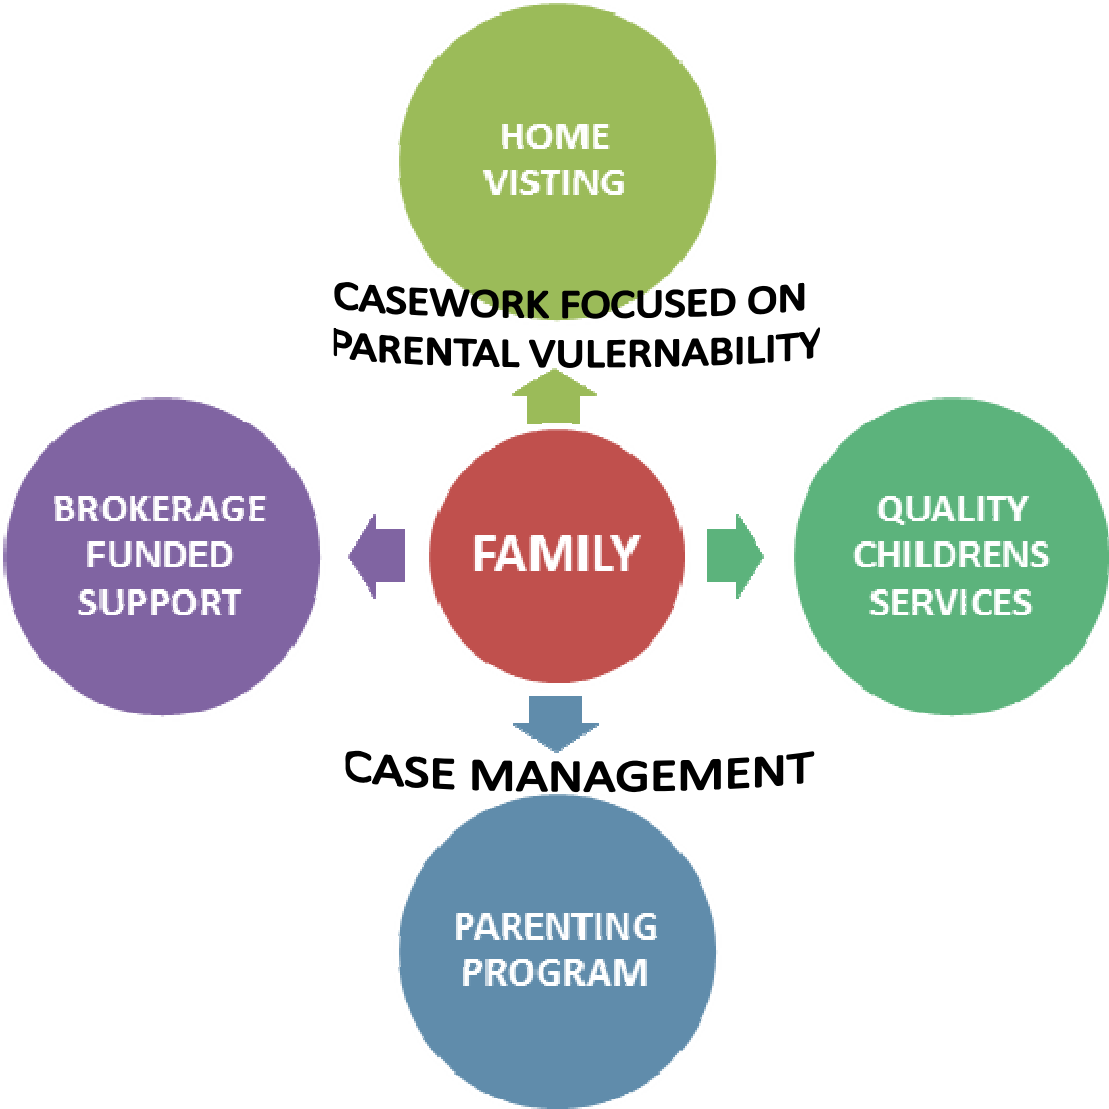 HOME
VISTING
CASEWORK FOCUSED ON
PARENTAL VULERNABILITY
BROKERAGE
FUNDED
SUPPORT
FAMILY
QUALITY
CHILDRENS
SERVICES
CASE MANAGEMENT
PARENTING
PROGRAM